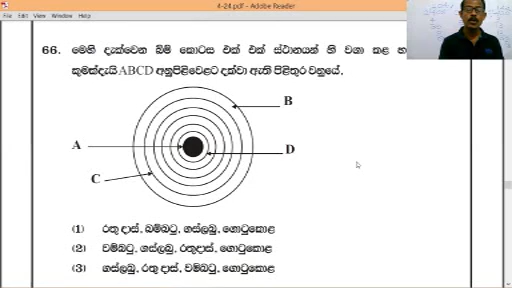 4-24.pdf - Adobe Reader
File Edit View Window Help
66. මෙහි දැක්වෙන බිම් කොටස එක් එක් ස්ථානයන් හි වගා කළ හ
කුමක්දැයි ABCD අනුපිළිවෙළට දක්වා ඇති පිළිතුර වනුයේ.
B
A
D
C
(1) රතු දාස්, බම්බටු, ගස්ලබු, ගොටුකොළ
(2) වම්බටු, ගස්ලබු, රතුදාස්, ගොටුකොළ
(3) ගස්ලබු, රතු දාස්, වම්බටු, ගොටුකොළ